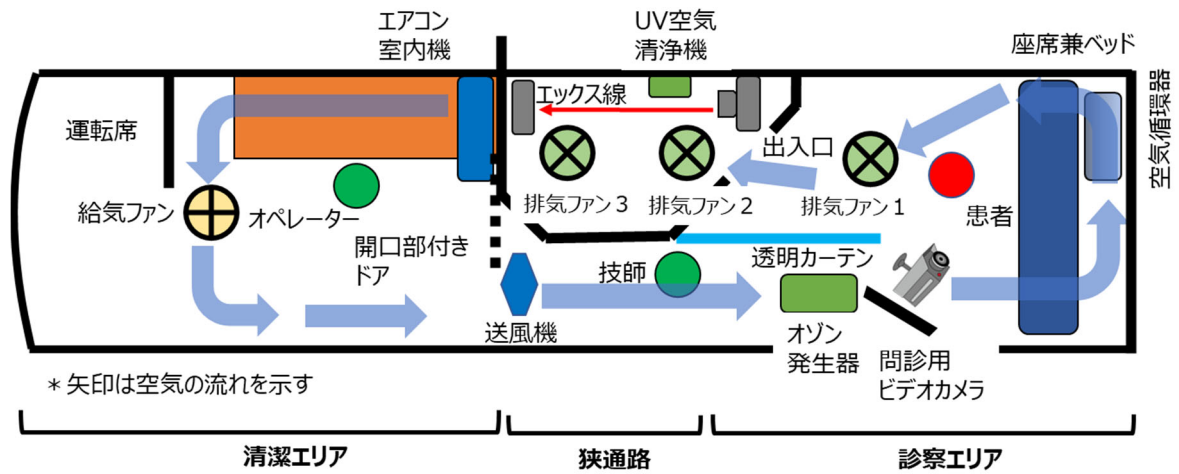 エアコン
室内機
UV空気
清浄機
座席兼ベッド
エックス線
運転席
出入口
空気循環器
給気ファン
オペレーター
排気ファン３
排気ファン２
排気ファン１
患者
開口部付き
ドア
技師
透明カーテン
送風機
オゾン
発生器
問診用
ビデオカメラ
＊矢印は空気の流れを示す
清潔エリア
狭通路
診察エリア